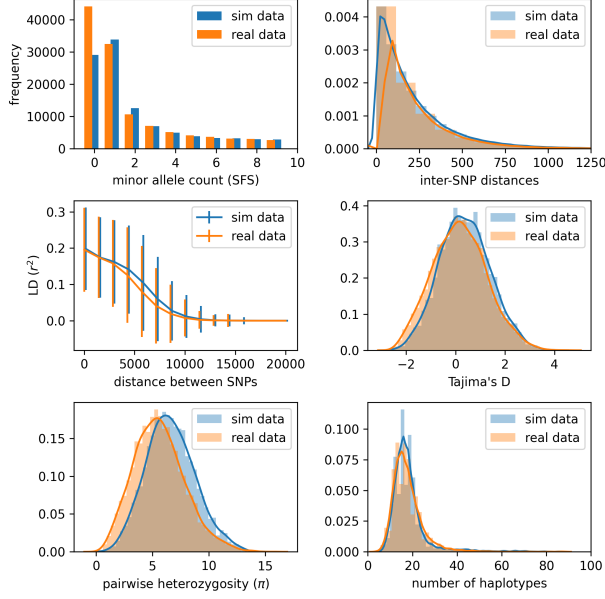 40000
30000
20000
10000
0
frequency
sim data
real data
0 2 4 6 8 10
minor allele count (SFS)
0.004
0.003
0.002
0.001
0.000
sim data
real data
0 250 500 750 1000 1250
inter-SNP distances
0.3
0.2
0.1
0.0
LD (r²)
sim data
real data
0 5000 10000 15000 20000
distance between SNPs
0.4
0.3
0.2
0.1
0.0
sim data
real data
−2 0 2 4
Tajima's D
0.15
0.10
0.05
0.00
sim data
real data
0 5 10 15
pairwise heterozygosity (π)
0.100
0.075
0.050
0.025
0.000
sim data
real data
0 20 40 60 80 100
number of haplotypes